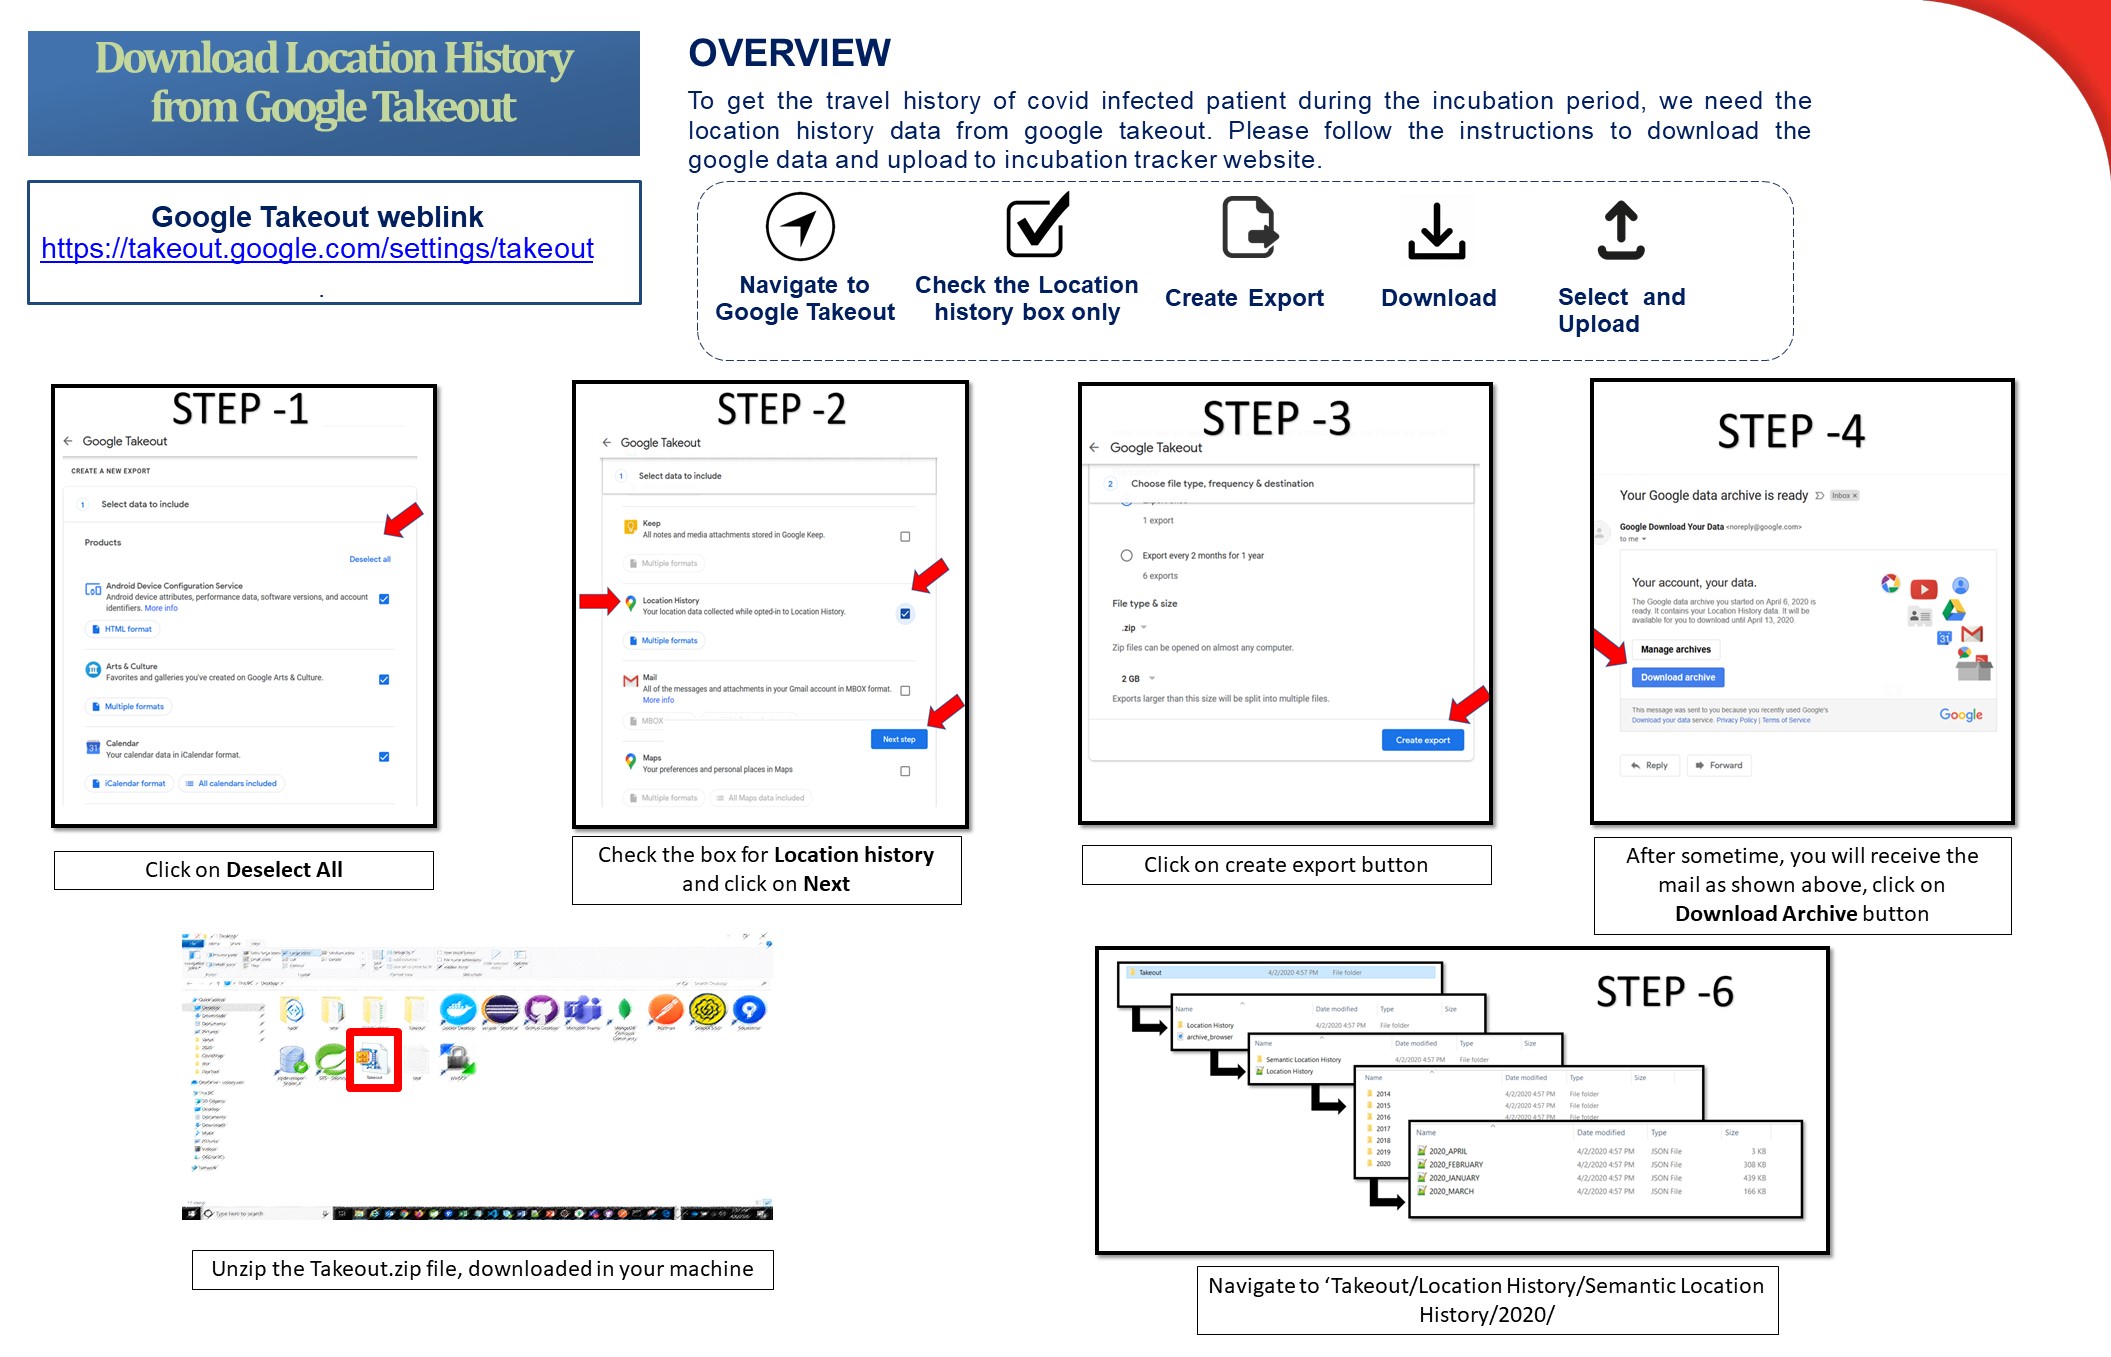 Download Location History
from Google Takeout
Google Takeout weblink
https://takeout.google.com/settings/takeout
.
OVERVIEW
To get the travel history of covid infected patient during the incubation period, we need the
location history data from google takeout. Please follow the instructions to download the
google data and upload to incubation tracker website.
Navigate to
Google Takeout
Check the Location
history box only
Create Export
Download
Select and
Upload
STEP -1
Google Takeout
CREATE A NEW EXPORT
1 Select data to include
Products
Deselect all
Android Device Configuration Service
Android device attributes, performance data, software versions, and account
identifiers. More info
HTML format
Arts & Culture
Favorites and galleries you've created on Google Arts & Culture.
Multiple formats
31
Calendar
Your calendar data in iCalendar format.
iCalendar format All calendars included
Click on Deselect All
STEP -2
Google Takeout
1 Select data to include
Keep
All notes and media attachments stored in Google Keep.
Multiple formats
Location History
Your location data collected while opted-in to Location History.
Multiple formats
Mail
All of the messages and attachments in your Gmail account in MBOX format.
More info
MBOX
Next step
Maps
Your preferences and personal places in Maps
Multiple formats All Maps data included
Check the box for Location history
and click on Next
STEP -3
Google Takeout
2 Choose file type, frequency & destination
1 export
Export every 2 months for 1 year
6 exports
File type & size
.zip
Zip files can be opened on almost any computer.
2 GB
Exports larger than this size will be split into multiple files.
Create export
Click on create export button
STEP -4
Your Google data archive is ready Inbox x
Google Download Your Data <noreply@google.com>
to me
Your account, your data.
The Google data archive you started on April 6, 2020 is
ready. It contains your Location History data. It will be
available for you to download until April 13, 2020.
31
Manage archives
Download archive
This message was sent to you because you recently used Google's
Download your data service. Privacy Policy | Terms of Service
Google
Reply Forward
After sometime, you will receive the
mail as shown above, click on
Download Archive button
Type here to search
Unzip the Takeout.zip file, downloaded in your machine
STEP -6
Takeout 4/2/2020 4:57 PM File folder
Name Date modified Type Size
Location History 4/2/2020 4:57 PM File folder
archive_browser
Name Date modified Type Size
Semantic Location History 4/2/2020 4:57 PM File folder
Location History
Name Date modified Type Size
2014 4/2/2020 4:57 PM File folder
2015 4/2/2020 4:57 PM File folder
2016 4/2/2020 4:57 PM File folder
2017
2018
2019
2020
Name Date modified Type Size
2020_APRIL 4/2/2020 4:57 PM JSON File 3 KB
2020_FEBRUARY 4/2/2020 4:57 PM JSON File 308 KB
2020_JANUARY 4/2/2020 4:57 PM JSON File 439 KB
2020_MARCH 4/2/2020 4:57 PM JSON File 166 KB
Navigate to ‘Takeout/Location History/Semantic Location
History/2020/